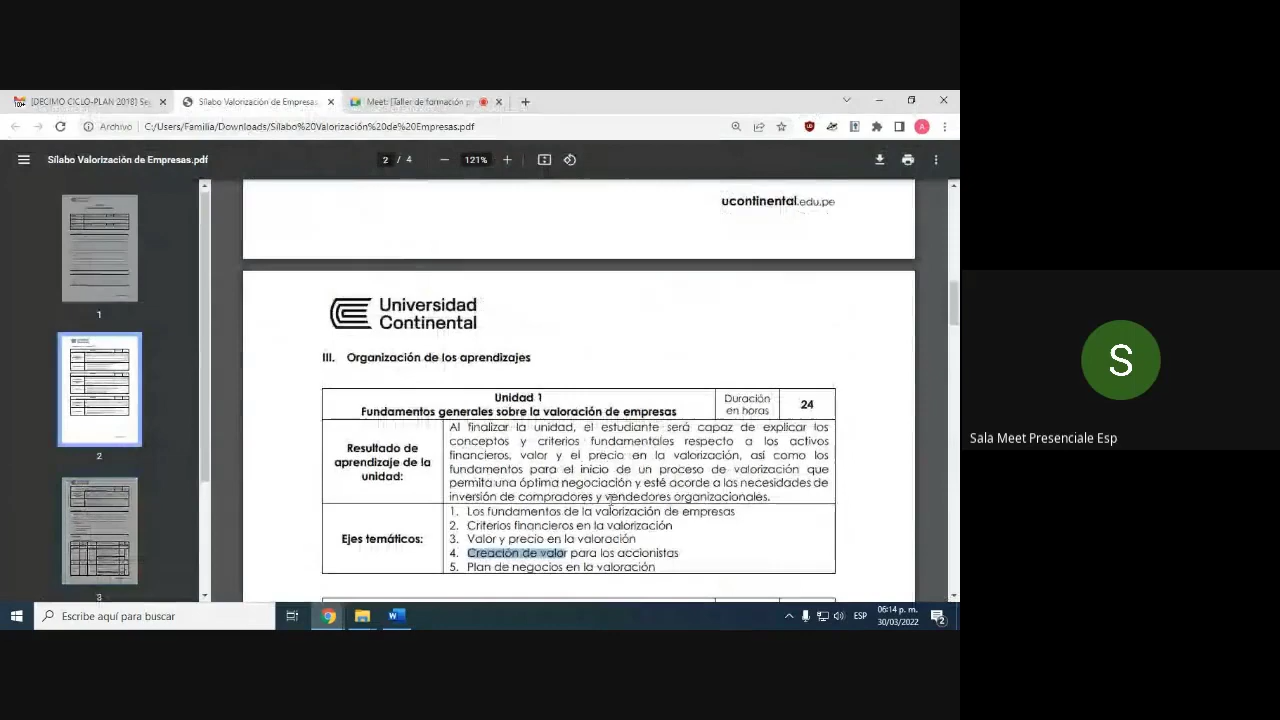 [DECIMO CICLO-PLAN 2018] Se
Sílabo Valorización de Empresas
Meet: [Taller de formación p
Archivo
C:/Users/Familia/Downloads/Sílabo%20Valorización%20de%20Empresas.pdf
Sílabo Valorización de Empresas.pdf
2 / 4
121%
1
2
3
ucontinental.edu.pe
Universidad
Continental
III. Organización de los aprendizajes
Unidad 1
Fundamentos generales sobre la valoración de empresas
Duración
en horas
24
Resultado de
aprendizaje de la
unidad:
Al finalizar la unidad, el estudiante será capaz de explicar los
conceptos y criterios fundamentales respecto a los activos
financieros, valor y el precio en la valorización, así como los
fundamentos para el inicio de un proceso de valorización que
permita una óptima negociación y esté acorde a las necesidades de
inversión de compradores y vendedores organizacionales.
Ejes temáticos:
1. Los fundamentos de la valorización de empresas
2. Criterios financieros en la valorización
3. Valor y precio en la valoración
4. Creación de valor para los accionistas
5. Plan de negocios en la valoración
Escribe aquí para buscar
ESP
06:14 p. m.
30/03/2022
2
S
Sala Meet Presenciale Esp